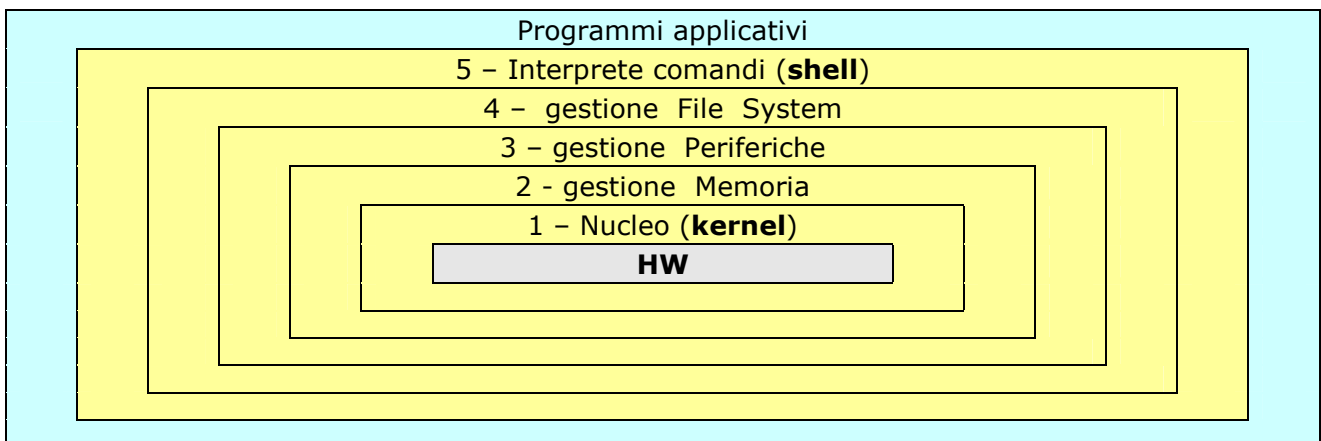 Programmi applicativi
5 – Interprete comandi (shell)
4 – gestione File System
3 – gestione Periferiche
2 - gestione Memoria
1 – Nucleo (kernel)
HW